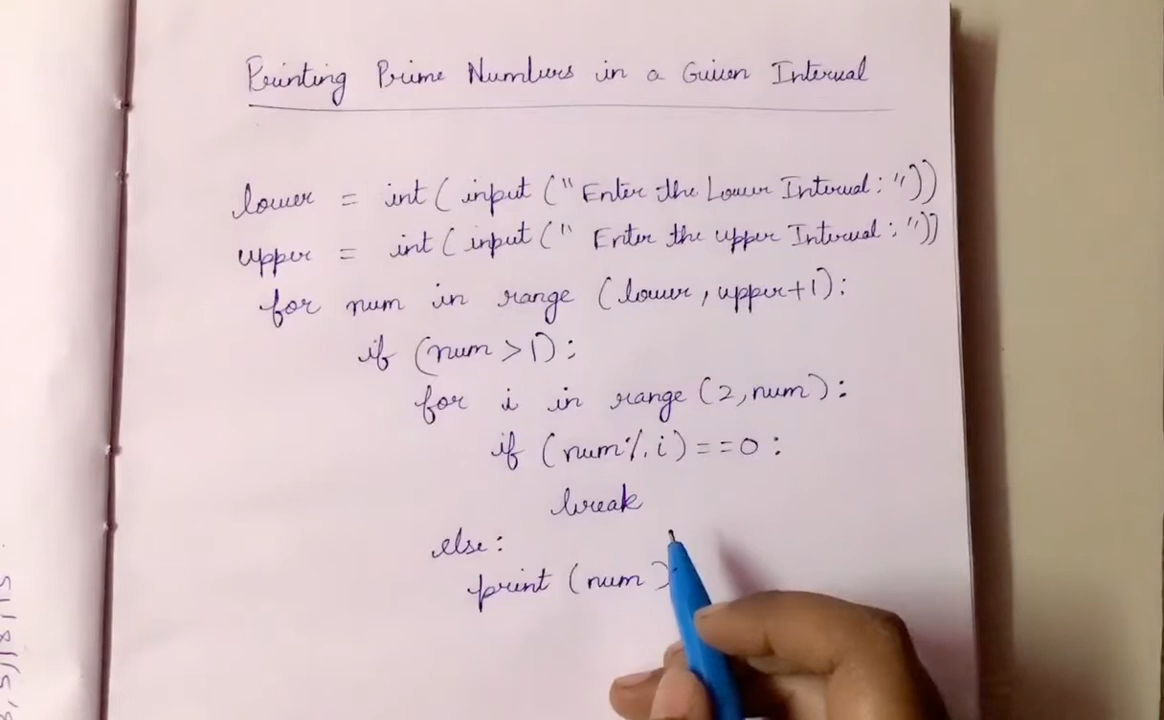 Printing Prime Numbers in a Given Interval
lower = int( input ("Enter the Lower Interval: "))
upper = int( input (" Enter the upper Interval: "))
for num in range (lower, upper+1):
if (num >1):
for i in range (2, num):
if (num % i) ==0 :
break
else:
print (num)